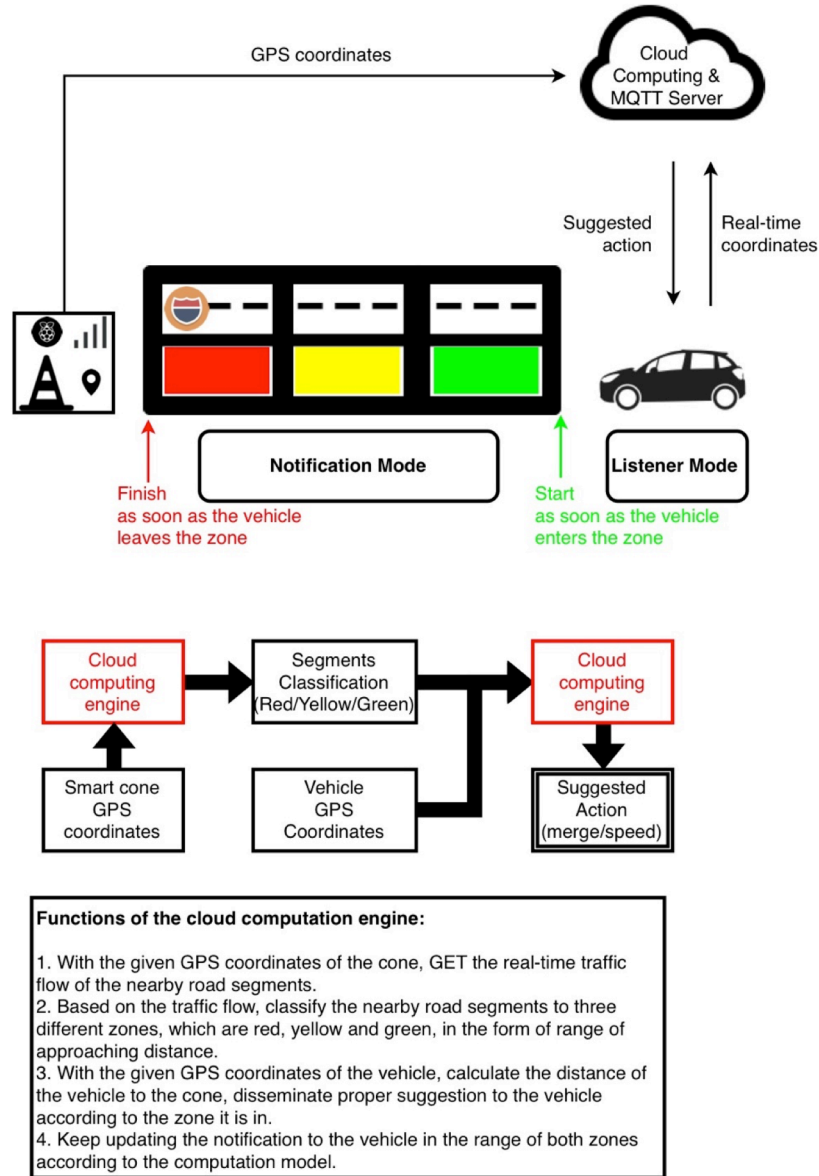 GPS coordinates
Cloud
Computing &
MQTT Server
Suggested
action
Real-time
coordinates
Notification Mode
Listener Mode
Finish
as soon as the vehicle
leaves the zone
Start
as soon as the vehicle
enters the zone
Cloud
computing
engine
Segments
Classification
(Red/Yellow/Green)
Cloud
computing
engine
Smart cone
GPS
coordinates
Vehicle
GPS
Coordinates
Suggested
Action
(merge/speed)
Functions of the cloud computation engine:
1. With the given GPS coordinates of the cone, GET the real-time traffic
flow of the nearby road segments.
2. Based on the traffic flow, classify the nearby road segments to three
different zones, which are red, yellow and green, in the form of range of
approaching distance.
3. With the given GPS coordinates of the vehicle, calculate the distance of
the vehicle to the cone, disseminate proper suggestion to the vehicle
according to the zone it is in.
4. Keep updating the notification to the vehicle in the range of both zones
according to the computation model.